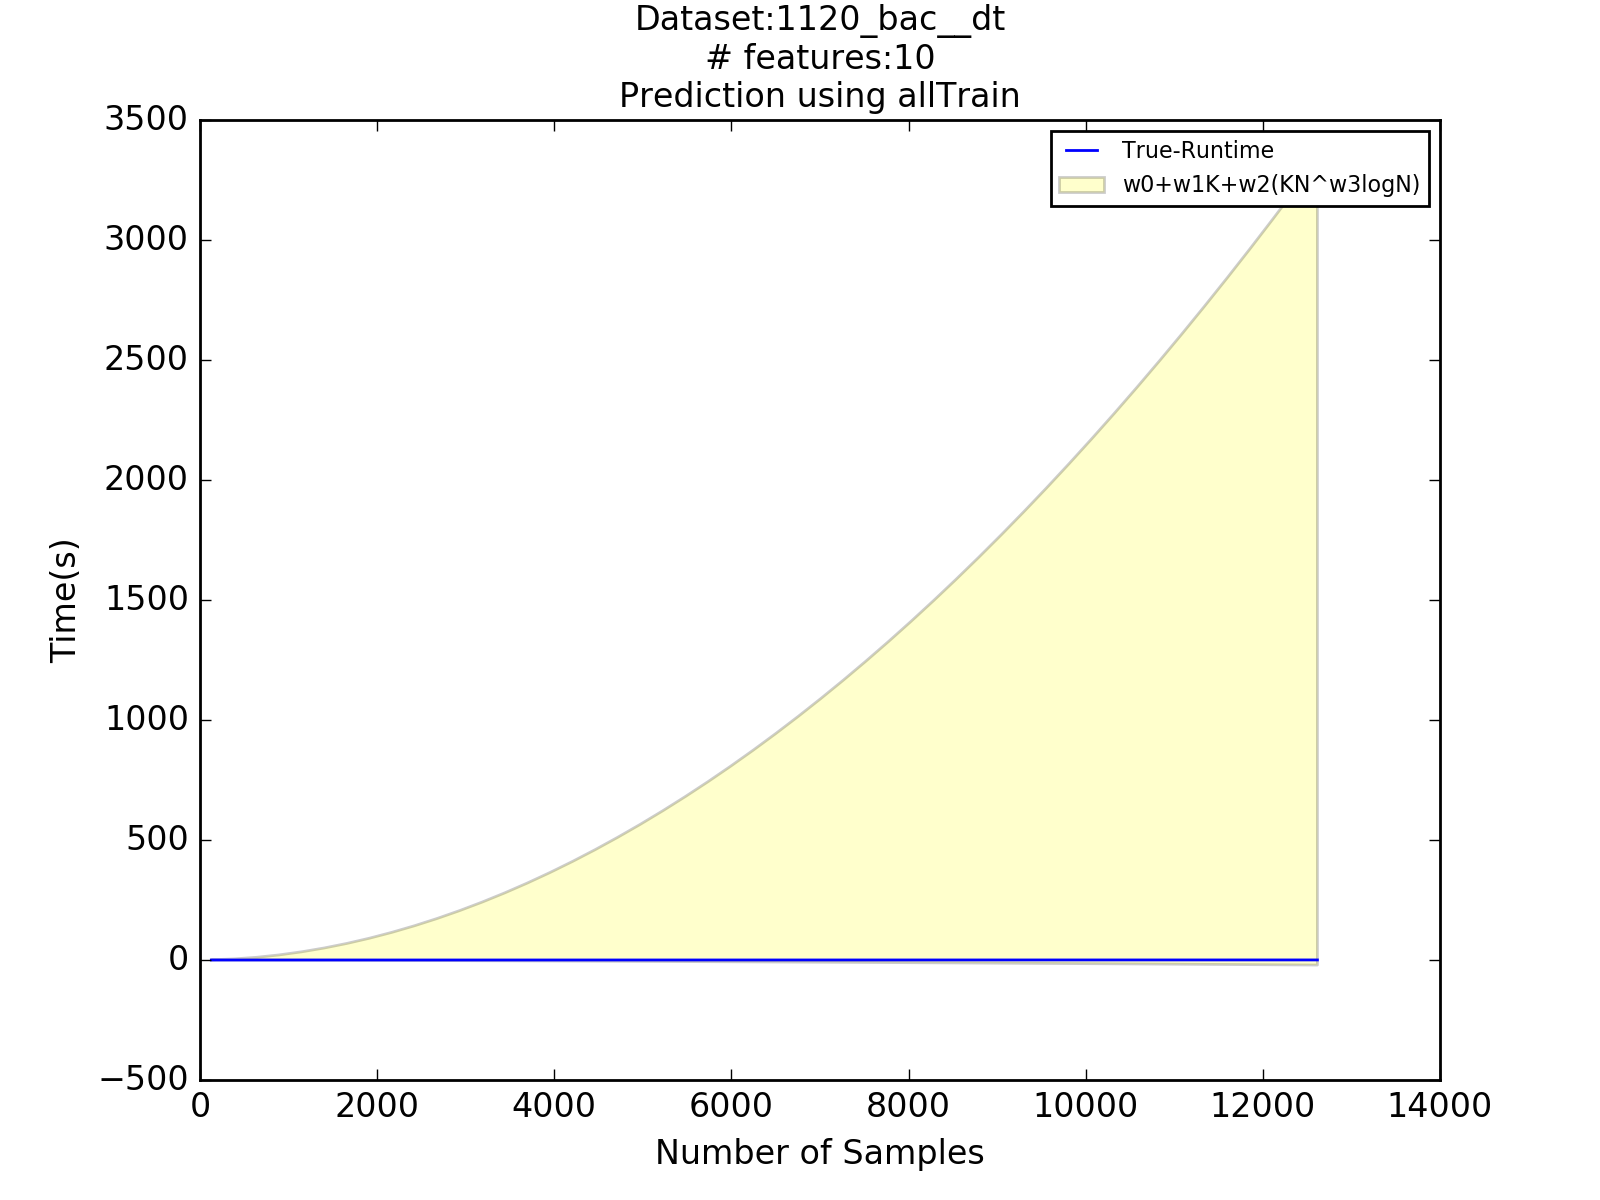 Dataset:1120_bac__dt
# features:10
Prediction using allTrain
3500
3000
2500
2000
1500
1000
500
0
−500
Time(s)
True-Runtime
w0+w1K+w2(KN^w3logN)
0 2000 4000 6000 8000 10000 12000 14000
Number of Samples